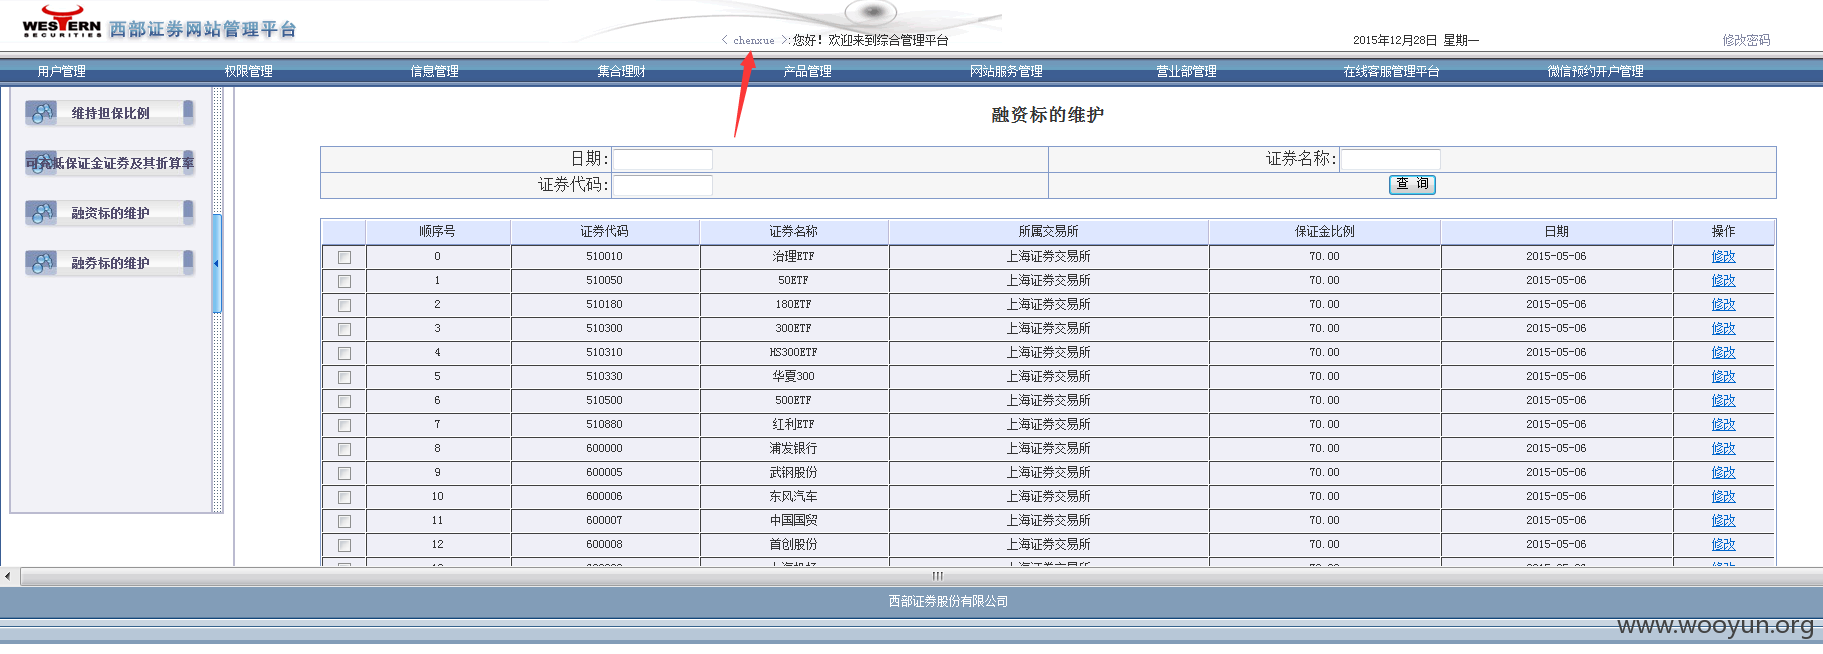 WESTERN
SECURITIES
西部证券网站管理平台
< chenxue >:您好！欢迎来到综合管理平台
2015年12月28日 星期一
修改密码
用户管理 权限管理 信息管理 集合理财 产品管理 网站服务管理 营业部管理 在线客服管理平台 微信预约开户管理
维持担保比例
可充抵保证金证券及其折算率
融资标的维护
融券标的维护
融资标的维护
日期: 证券名称:
证券代码: 查 询
顺序号 证券代码 证券名称 所属交易所 保证金比例 日期 操作
0 510010 治理ETF 上海证券交易所 70.00 2015-05-06 修改
1 510050 50ETF 上海证券交易所 70.00 2015-05-06 修改
2 510180 180ETF 上海证券交易所 70.00 2015-05-06 修改
3 510300 300ETF 上海证券交易所 70.00 2015-05-06 修改
4 510310 HS300ETF 上海证券交易所 70.00 2015-05-06 修改
5 510330 华夏300 上海证券交易所 70.00 2015-05-06 修改
6 510500 500ETF 上海证券交易所 70.00 2015-05-06 修改
7 510880 红利ETF 上海证券交易所 70.00 2015-05-06 修改
8 600000 浦发银行 上海证券交易所 70.00 2015-05-06 修改
9 600005 武钢股份 上海证券交易所 70.00 2015-05-06 修改
10 600006 东风汽车 上海证券交易所 70.00 2015-05-06 修改
11 600007 中国国贸 上海证券交易所 70.00 2015-05-06 修改
12 600008 首创股份 上海证券交易所 70.00 2015-05-06 修改
西部证券股份有限公司
www.wooyun.org